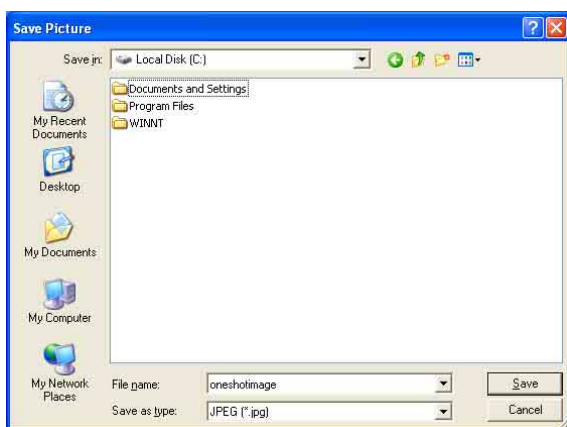 Save Picture
Save in: Local Disk (C:)
Documents and Settings
Program Files
WINNT
My Recent
Documents
Desktop
My Documents
My Computer
My Network
Places
File name: oneshotimage Save
Save as type: JPEG (*.jpg) Cancel